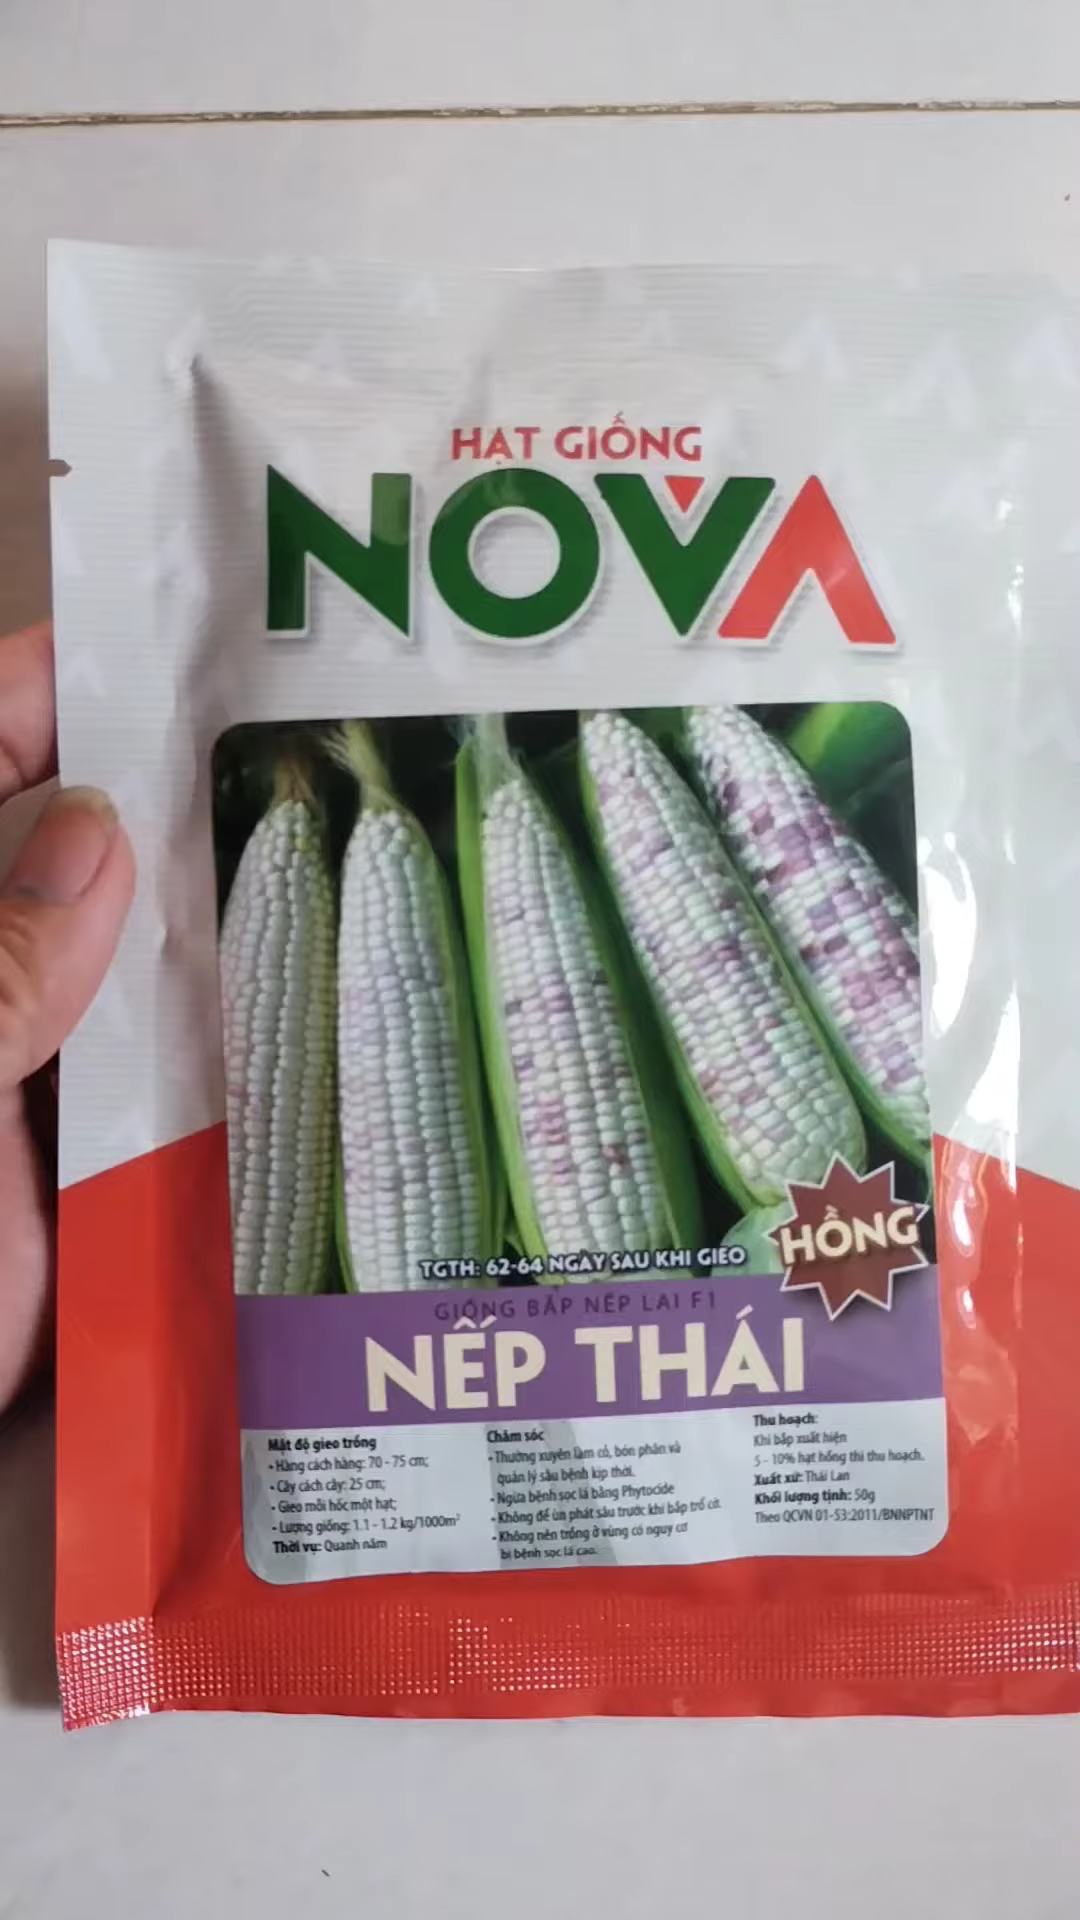 HẠT GIỐNG
NOVA
TGTH: 62-64 NGÀY SAU KHI GIEO
HỒNG
GIỐNG BẮP NẾP LAI F1
NẾP THÁI
Mật độ gieo trồng
• Hàng cách hàng: 70 - 75 cm;
• Cây cách cây: 25 cm;
• Gieo mỗi hốc một hạt;
• Lượng giống: 1.1 - 1.2 kg/1000m²
Thời vụ: Quanh năm
Chăm sóc
• Thường xuyên làm cỏ, bón phân và
quản lý sâu bệnh kịp thời.
• Ngừa bệnh sọc lá bằng Phytocide
• Không để ùn phát sâu trước khi bắp trổ cờ.
• Không nên trồng ở vùng có nguy cơ
bị bệnh sọc lá cao.
Thu hoạch:
Khi bắp xuất hiện
5 - 10% hạt hồng thì thu hoạch.
Xuất xứ: Thái Lan
Khối lượng tịnh: 50g
Theo QCVN 01-53:2011/BNNPTNT